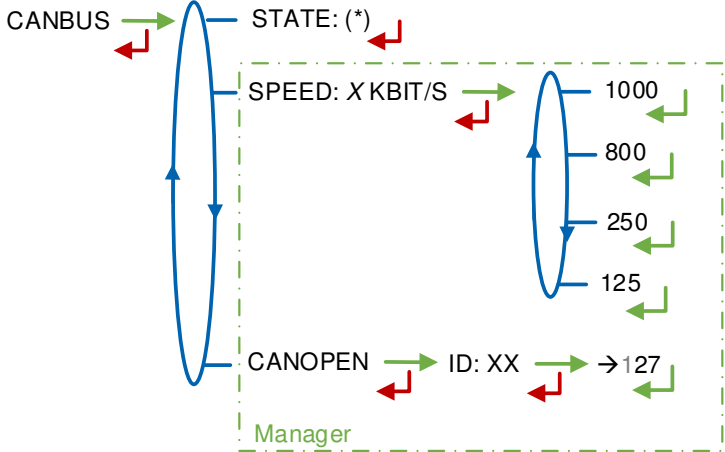 CANBUS
STATE: (*)
SPEED: X KBIT/S
1000
800
250
125
CANOPEN
ID: XX
→127
Manager